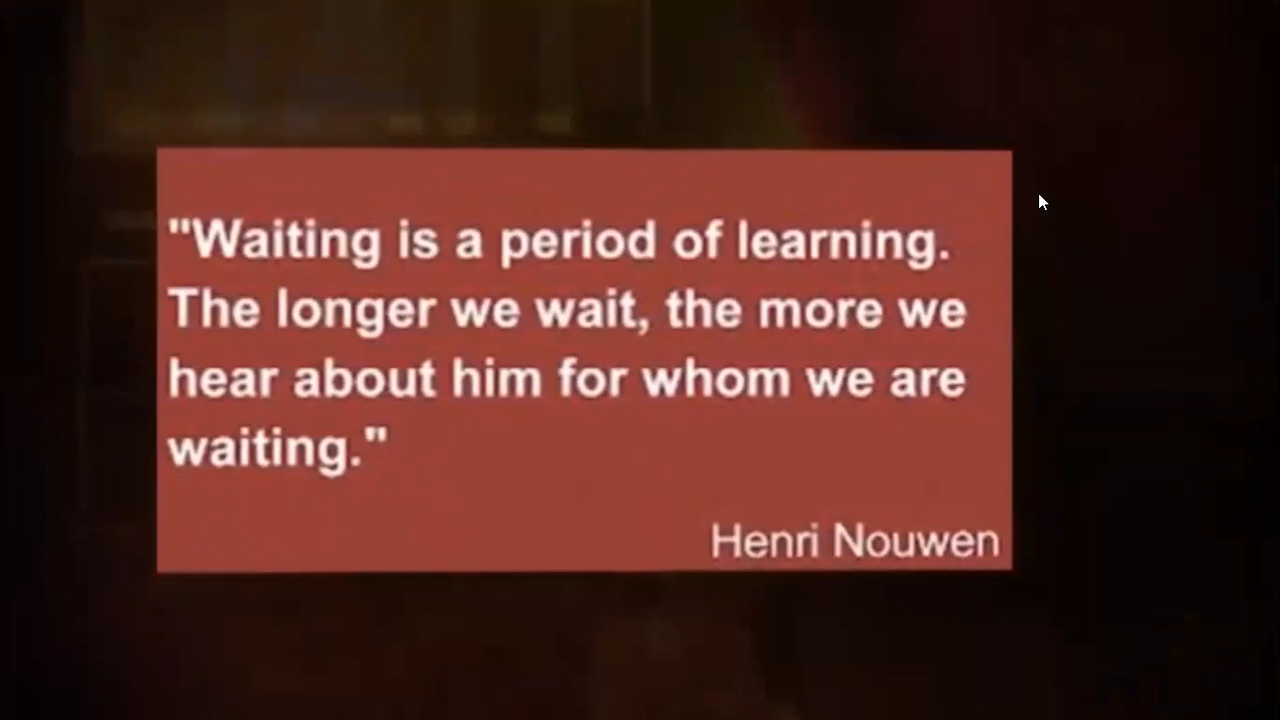 "Waiting is a period of learning.
The longer we wait, the more we
hear about him for whom we are
waiting."
Henri Nouwen